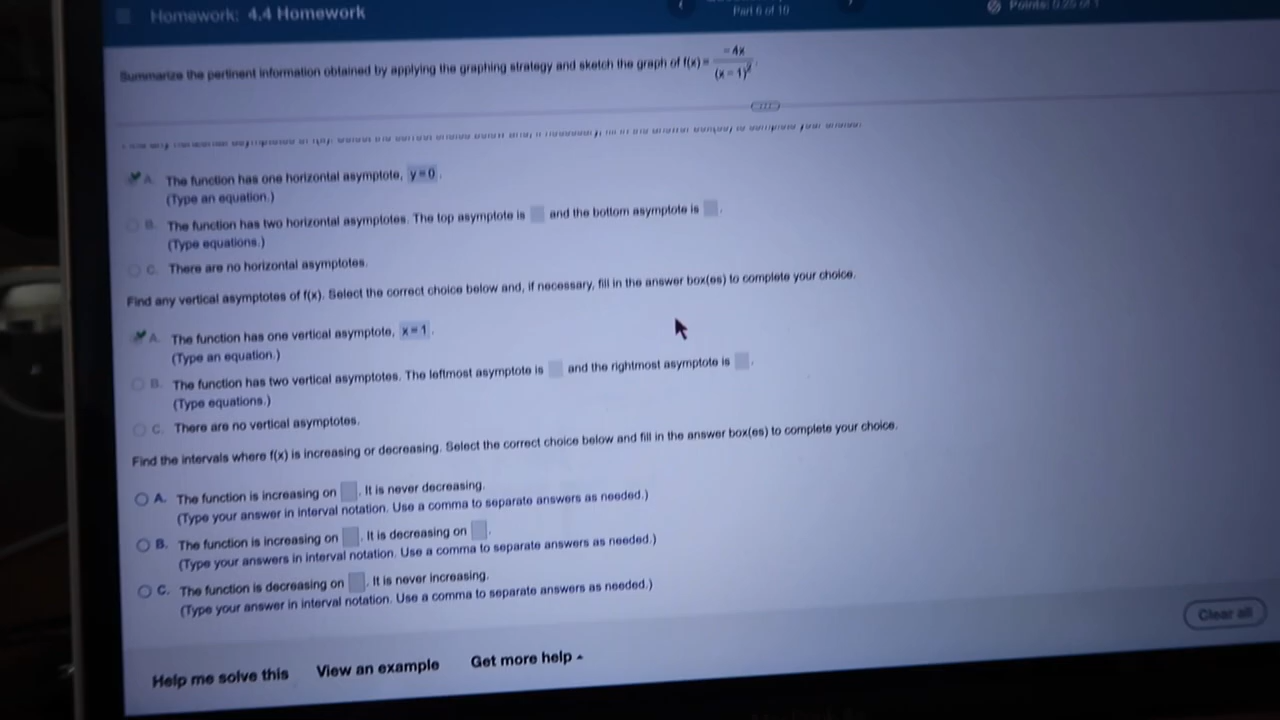 Homework: 4.4 Homework
Part 6 of 10
Points: 0.25 of 1
Summarize the pertinent information obtained by applying the graphing strategy and sketch the graph of f(x) = -4x / (x - 1)².
A. The function has one horizontal asymptote, y = 0.
(Type an equation.)
B. The function has two horizontal asymptotes. The top asymptote is and the bottom asymptote is .
(Type equations.)
C. There are no horizontal asymptotes.
Find any vertical asymptotes of f(x). Select the correct choice below and, if necessary, fill in the answer box(es) to complete your choice.
A. The function has one vertical asymptote, x = 1.
(Type an equation.)
B. The function has two vertical asymptotes. The leftmost asymptote is and the rightmost asymptote is .
(Type equations.)
C. There are no vertical asymptotes.
Find the intervals where f(x) is increasing or decreasing. Select the correct choice below and fill in the answer box(es) to complete your choice.
A. The function is increasing on . It is never decreasing.
(Type your answer in interval notation. Use a comma to separate answers as needed.)
B. The function is increasing on . It is decreasing on .
(Type your answers in interval notation. Use a comma to separate answers as needed.)
C. The function is decreasing on . It is never increasing.
(Type your answer in interval notation. Use a comma to separate answers as needed.)
Clear all
Help me solve this View an example Get more help